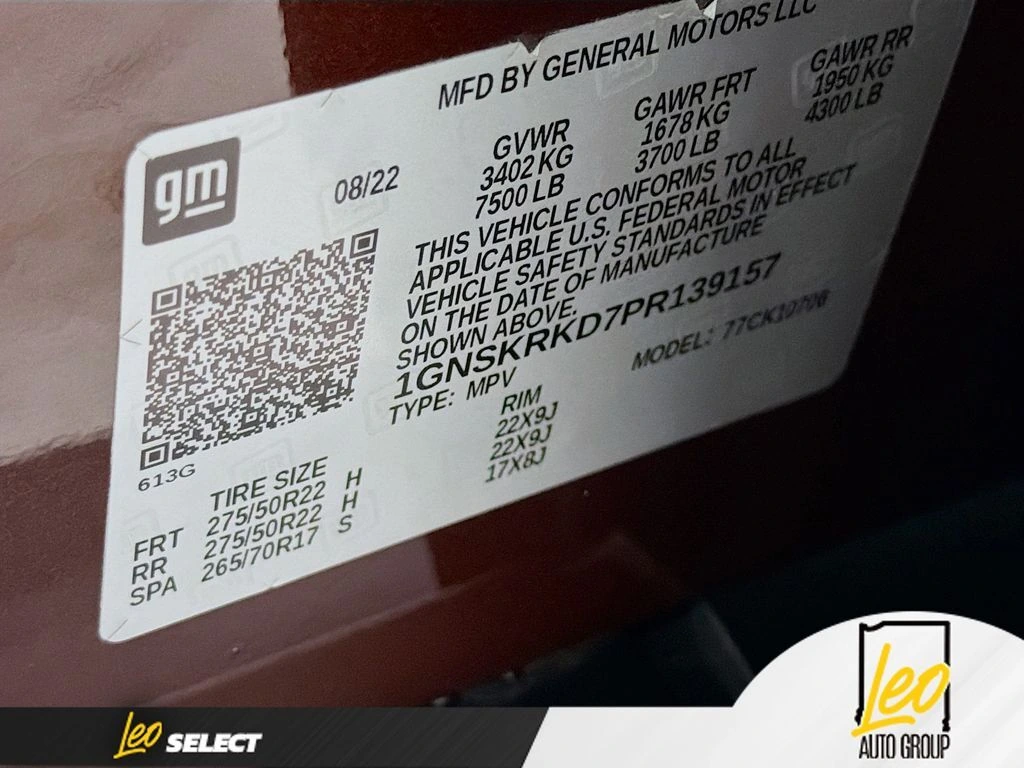 MFD BY GENERAL MOTORS LLC
gm
08/22
GVWR GAWR FRT GAWR RR
3402 KG 1678 KG 1950 KG
7500 LB 3700 LB 4300 LB
THIS VEHICLE CONFORMS TO ALL
APPLICABLE U.S. FEDERAL MOTOR
VEHICLE SAFETY STANDARDS IN EFFECT
ON THE DATE OF MANUFACTURE
SHOWN ABOVE.
1GNSKRKD7PR139157
TYPE: MPV MODEL:
613G
TIRE SIZE RIM
FRT 275/50R22 H 22X9J
RR 275/50R22 H 22X9J
SPA 265/70R17 S 17X8J
Leo SELECT
Leo
AUTO GROUP